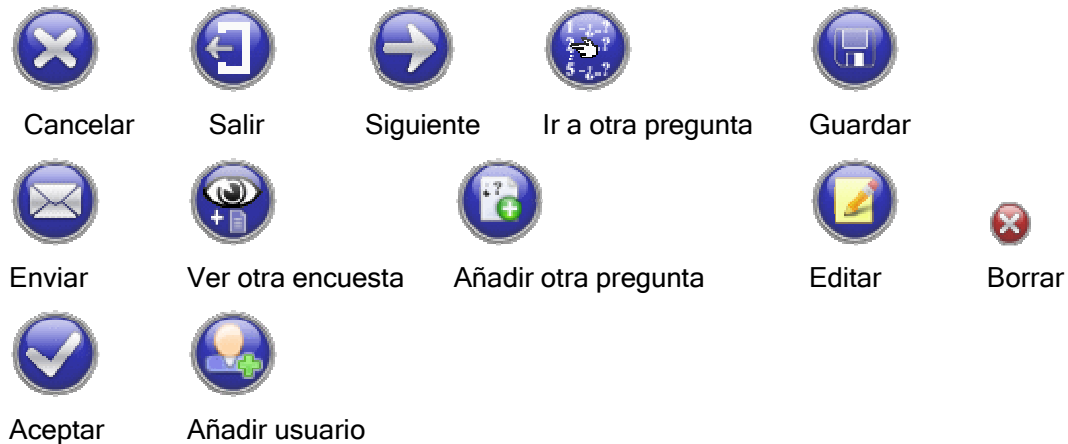 Cancelar Salir Siguiente Ir a otra pregunta Guardar
Enviar Ver otra encuesta Añadir otra pregunta Editar Borrar
Aceptar Añadir usuario